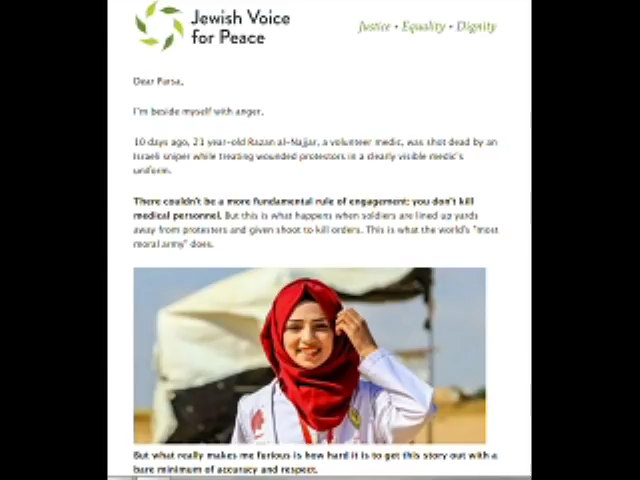 Jewish Voice
for Peace
Justice • Equality • Dignity
Dear Parsa,
I'm beside myself with anger.
10 days ago, 21 year-old Razan al-Najjar, a volunteer medic, was shot dead by an
Israeli sniper while treating wounded protestors in a clearly visible medic's
uniform.
There couldn't be a more fundamental rule of engagement: you don't kill
medical personnel. But this is what happens when soldiers are lined up yards
away from protesters and given shoot to kill orders. This is what the world's "most
moral army" does.
But what really makes me furious is how hard it is to get this story out with a
bare minimum of accuracy and respect.